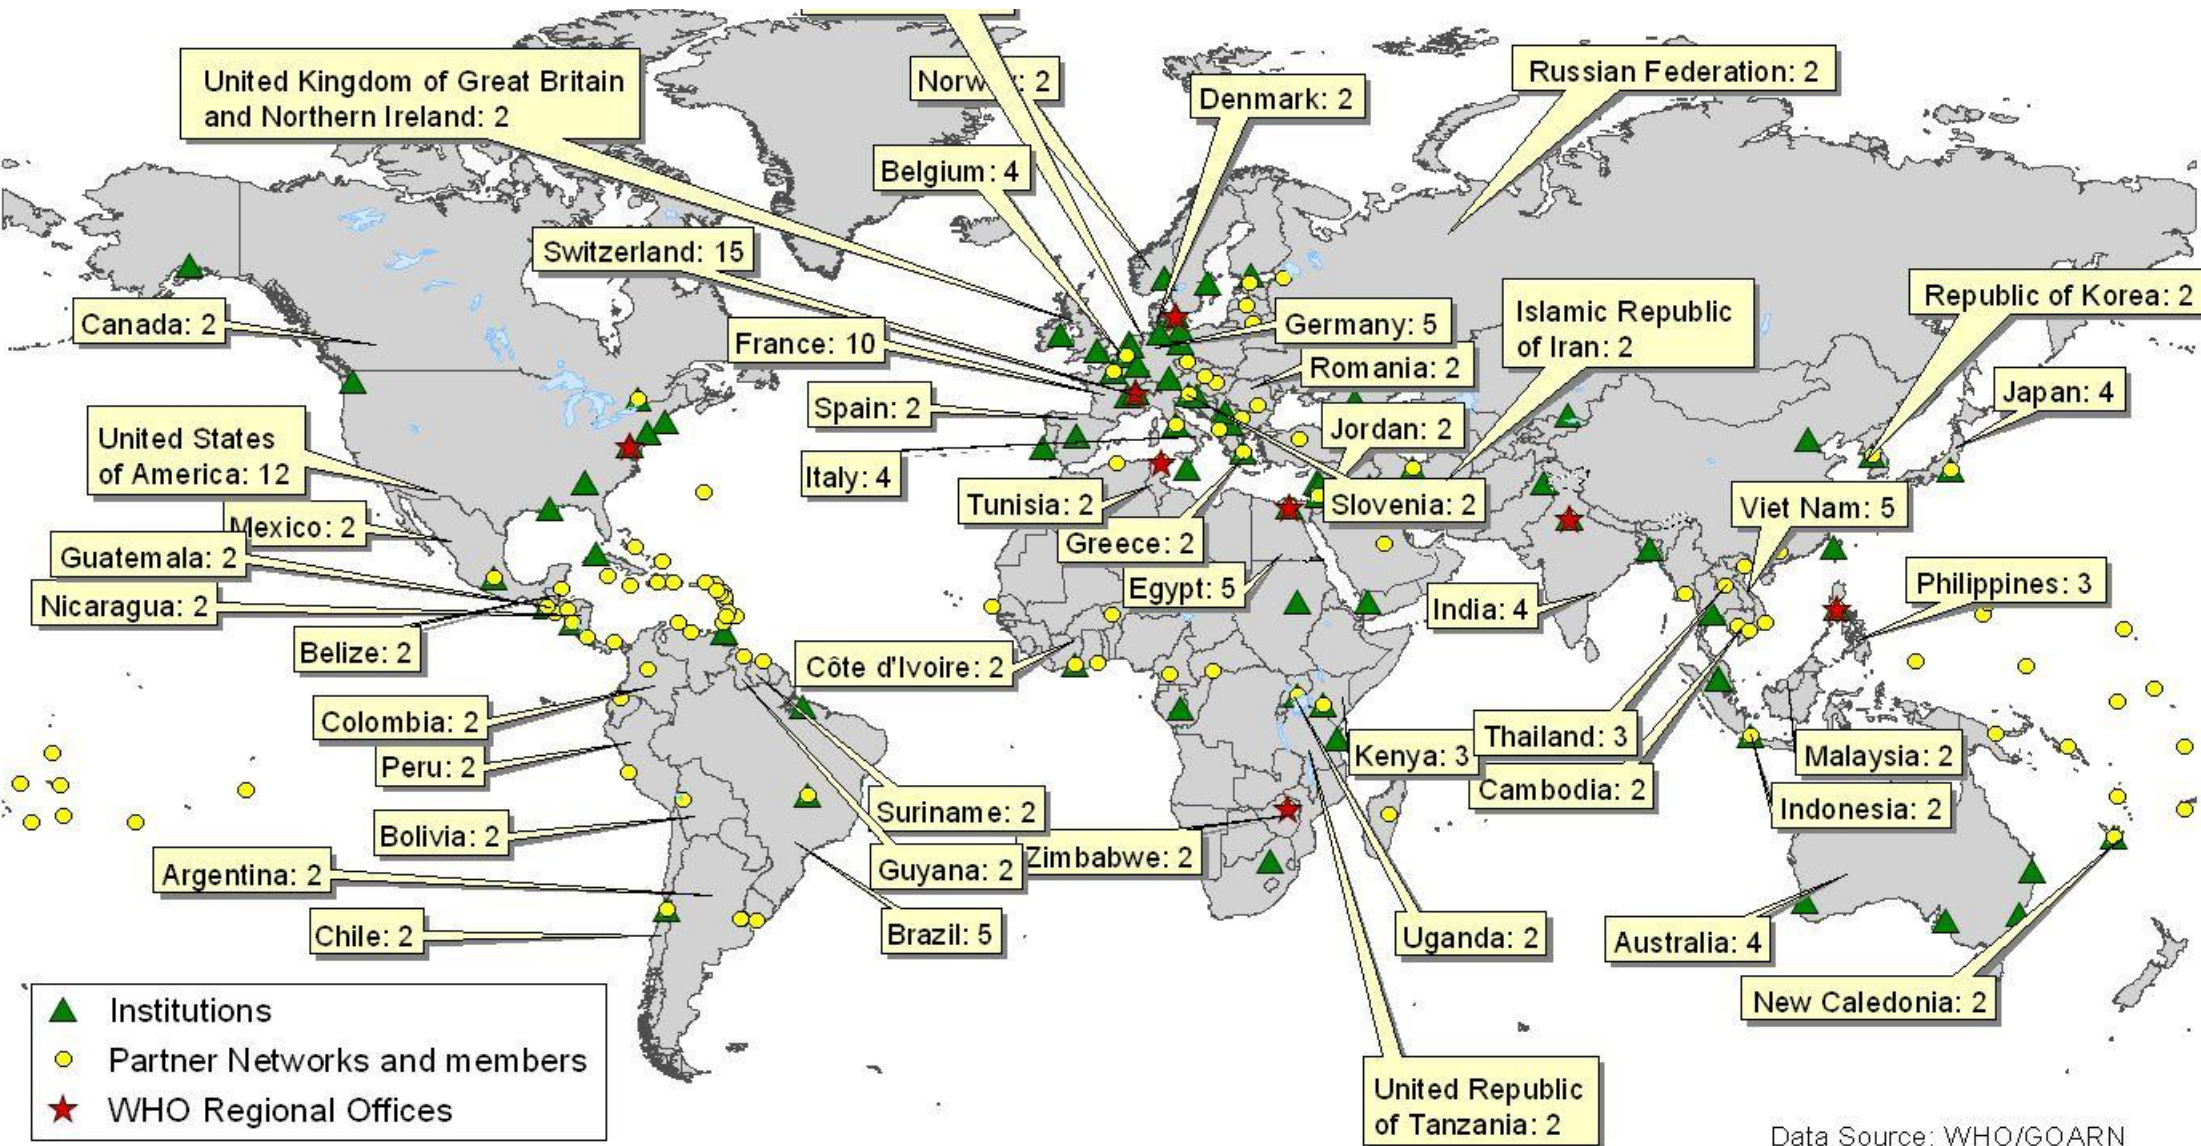 United Kingdom of Great Britain
and Northern Ireland: 2
Denmark: 2
Russian Federation: 2
Belgium: 4
Switzerland: 15
Canada: 2
France: 10
Germany: 5
Islamic Republic
of Iran: 2
Republic of Korea: 2
Romania: 2
Spain: 2
Jordan: 2
Japan: 4
United States
of America: 12
Italy: 4
Tunisia: 2
Slovenia: 2
Viet Nam: 5
Mexico: 2
Guatemala: 2
Greece: 2
Egypt: 5
Nicaragua: 2
India: 4
Philippines: 3
Belize: 2
Côte d'Ivoire: 2
Colombia: 2
Peru: 2
Kenya: 3
Thailand: 3
Malaysia: 2
Cambodia: 2
Suriname: 2
Indonesia: 2
Bolivia: 2
Guyana: 2
Zimbabwe: 2
Argentina: 2
Chile: 2
Brazil: 5
Uganda: 2
Australia: 4
New Caledonia: 2
United Republic
of Tanzania: 2
Institutions
Partner Networks and members
WHO Regional Offices
Data Source: WHO/GOARN